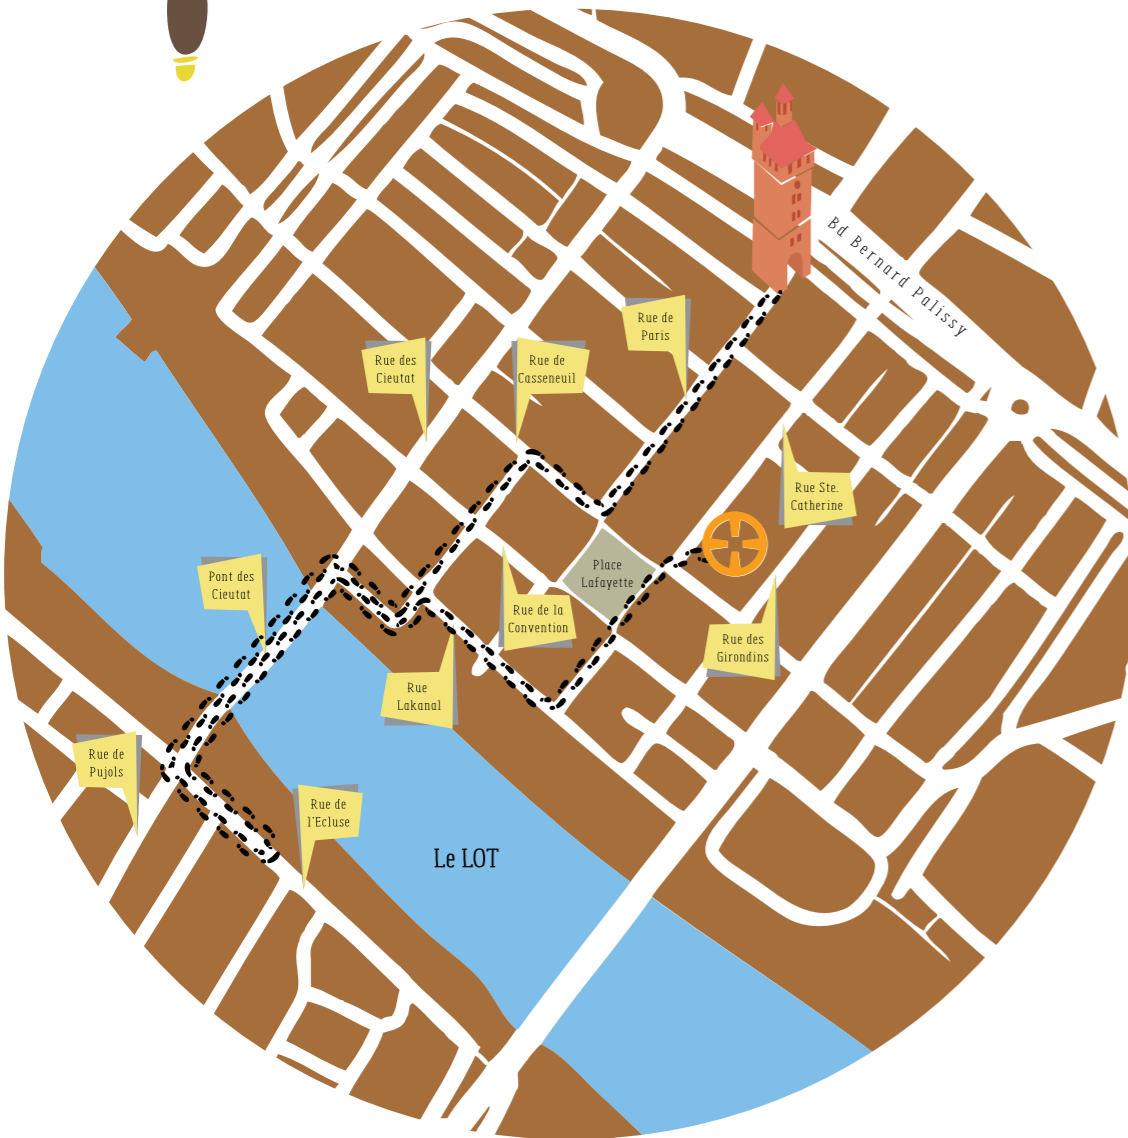 Bd Bernard Palissy
Rue de
Paris
Rue des
Cieutat
Rue de
Casseneuil
Rue Ste.
Catherine
Place
Lafayette
Pont des
Cieutat
Rue de la
Convention
Rue des
Girondins
Rue
Lakanal
Rue de
Pujols
Rue de
l'Ecluse
Le LOT